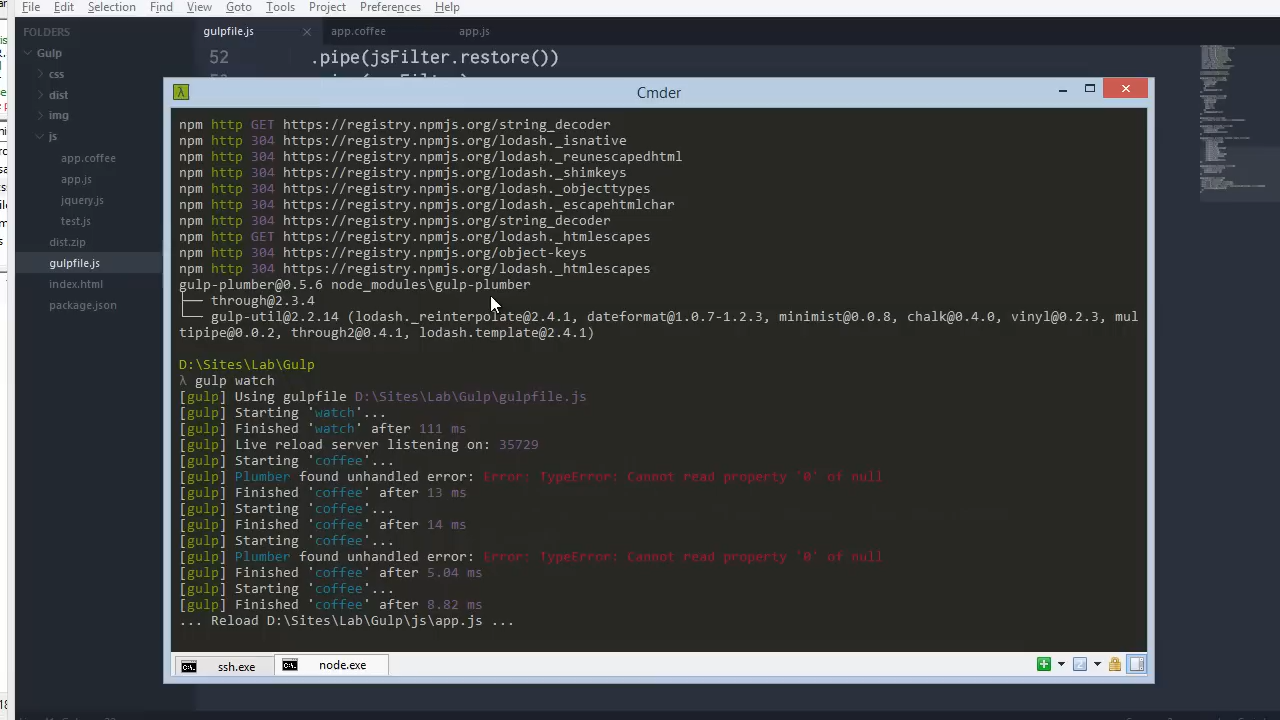 File Edit Selection Find View Goto Tools Project Preferences Help
FOLDERS
Gulp
css
dist
img
js
app.coffee
app.js
jquery.js
test.js
dist.zip
gulpfile.js
index.html
package.json
gulpfile.js × app.coffee app.js
52 .pipe(jsFilter.restore())
Cmder
npm http GET https://registry.npmjs.org/string_decoder
npm http 304 https://registry.npmjs.org/lodash._isnative
npm http 304 https://registry.npmjs.org/lodash._reunescapedhtml
npm http 304 https://registry.npmjs.org/lodash._shimkeys
npm http 304 https://registry.npmjs.org/lodash._objecttypes
npm http 304 https://registry.npmjs.org/lodash._escapehtmlchar
npm http 304 https://registry.npmjs.org/string_decoder
npm http GET https://registry.npmjs.org/lodash._htmlescapes
npm http 304 https://registry.npmjs.org/object-keys
npm http 304 https://registry.npmjs.org/lodash._htmlescapes
gulp-plumber@0.5.6 node_modules\gulp-plumber
├── through@2.3.4
└── gulp-util@2.2.14 (lodash._reinterpolate@2.4.1, dateformat@1.0.7-1.2.3, minimist@0.0.8, chalk@0.4.0, vinyl@0.2.3, mul
tipipe@0.0.2, through2@0.4.1, lodash.template@2.4.1)
D:\Sites\Lab\Gulp
λ gulp watch
[gulp] Using gulpfile D:\Sites\Lab\Gulp\gulpfile.js
[gulp] Starting 'watch'...
[gulp] Finished 'watch' after 111 ms
[gulp] Live reload server listening on: 35729
[gulp] Starting 'coffee'...
[gulp] Plumber found unhandled error: Error: TypeError: Cannot read property '0' of null
[gulp] Finished 'coffee' after 13 ms
[gulp] Starting 'coffee'...
[gulp] Finished 'coffee' after 14 ms
[gulp] Starting 'coffee'...
[gulp] Plumber found unhandled error: Error: TypeError: Cannot read property '0' of null
[gulp] Finished 'coffee' after 5.04 ms
[gulp] Starting 'coffee'...
[gulp] Finished 'coffee' after 8.82 ms
... Reload D:\Sites\Lab\Gulp\js\app.js ...
ssh.exe node.exe